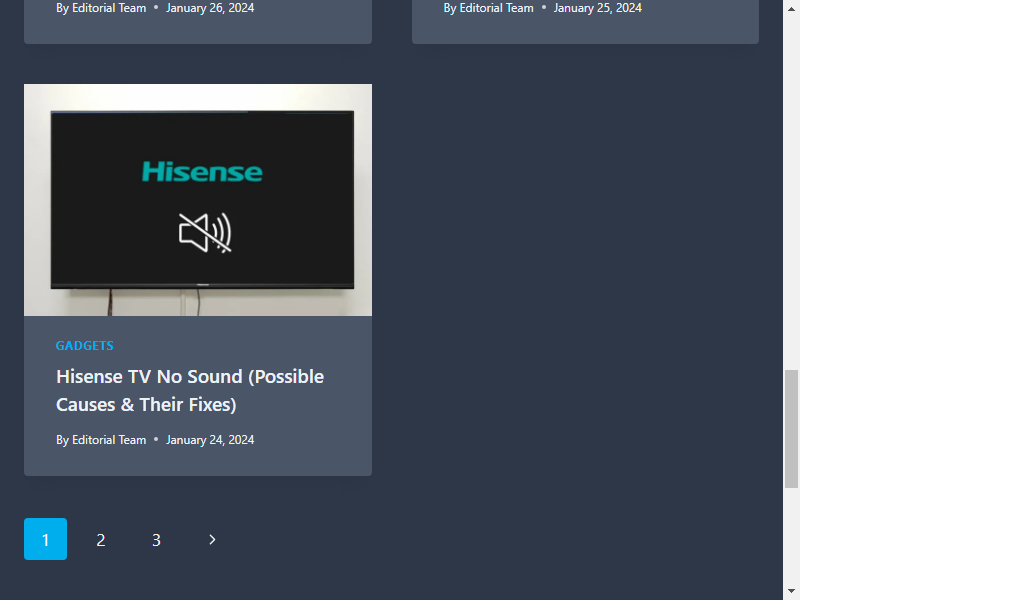 By Editorial Team • January 26, 2024
By Editorial Team • January 25, 2024
Hisense
GADGETS
Hisense TV No Sound (Possible
Causes & Their Fixes)
By Editorial Team • January 24, 2024
1 2 3